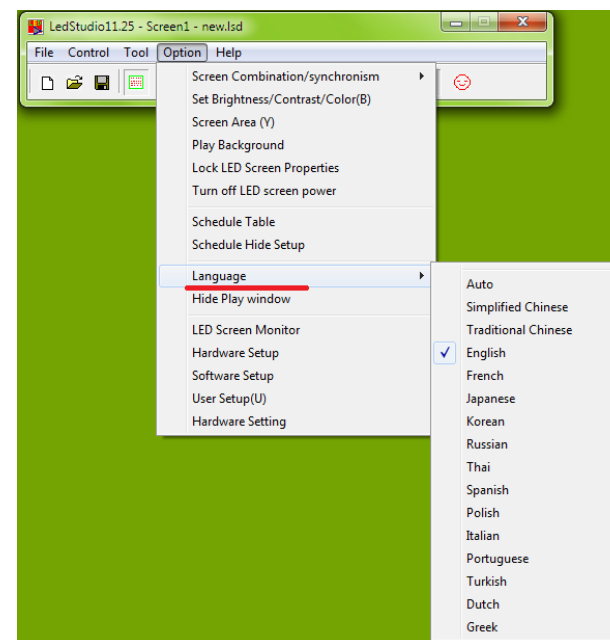 LedStudio11.25 - Screen1 - new.lsd
File Control Tool Option Help
Screen Combination/synchronism
Set Brightness/Contrast/Color(B)
Screen Area (Y)
Play Background
Lock LED Screen Properties
Turn off LED screen power
Schedule Table
Schedule Hide Setup
Language
Hide Play window
LED Screen Monitor
Hardware Setup
Software Setup
User Setup(U)
Hardware Setting
Auto
Simplified Chinese
Traditional Chinese
English
French
Japanese
Korean
Russian
Thai
Spanish
Polish
Italian
Portuguese
Turkish
Dutch
Greek